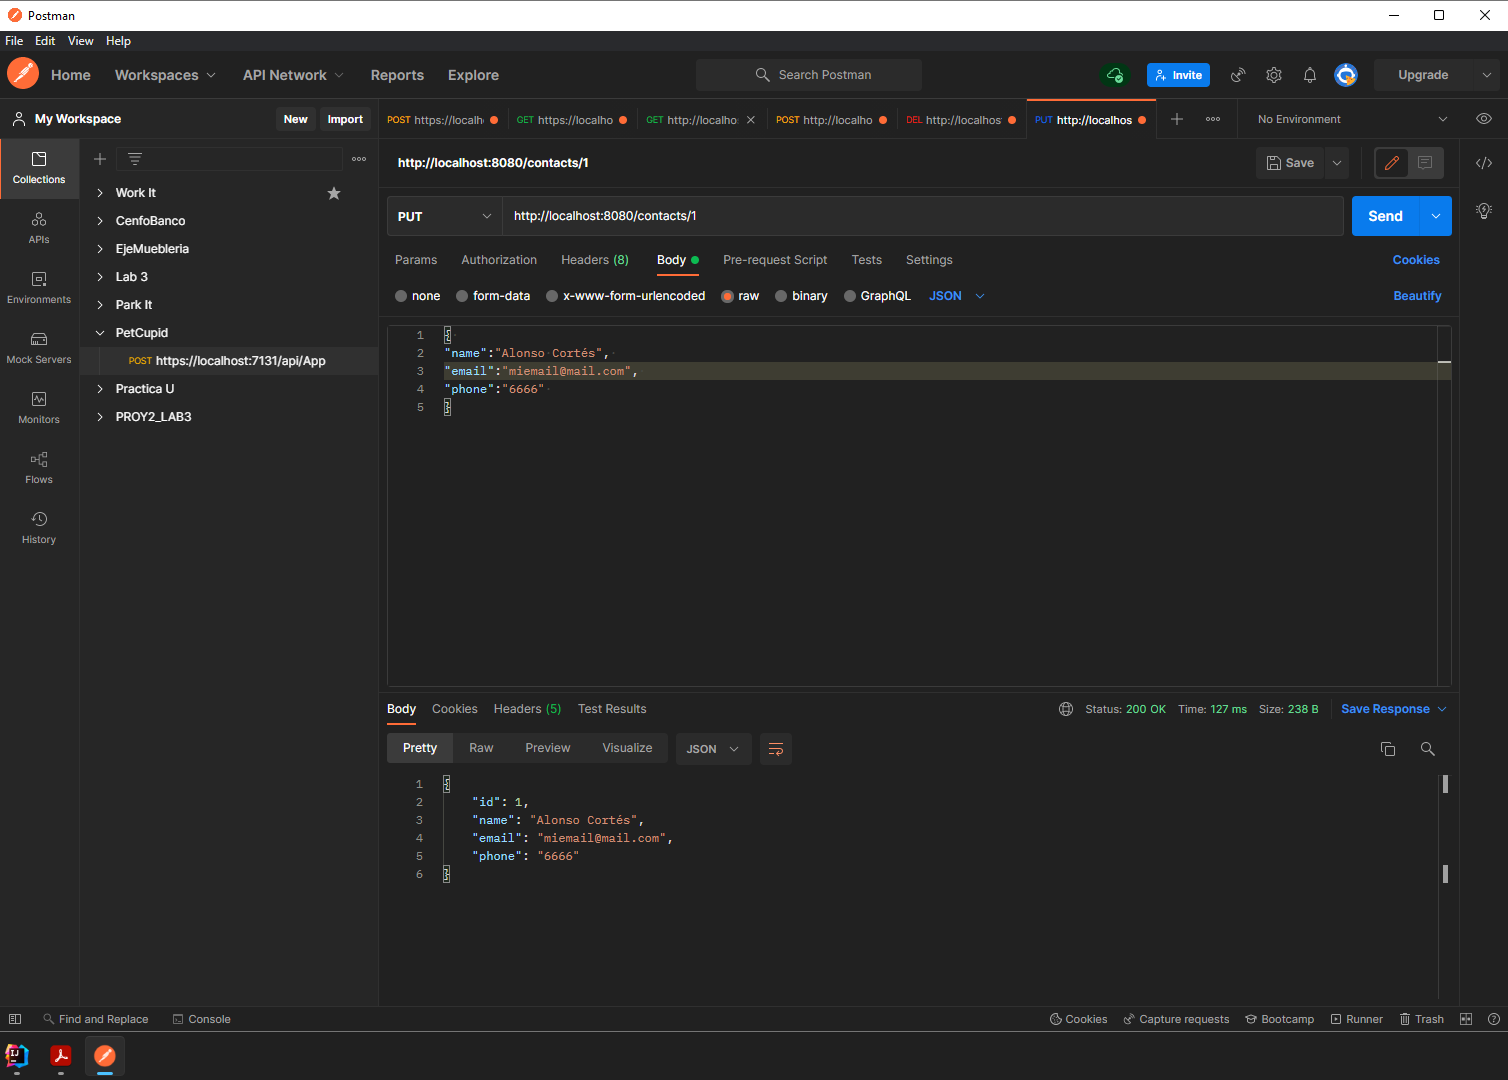 Postman
File Edit View Help
Home Workspaces API Network Reports Explore Search Postman Invite Upgrade
My Workspace New Import POST https://localh GET https://localho GET http://localho POST http://localho DEL http://localhos PUT http://localhos No Environment
Collections
APIs
Environments
Mock Servers
Monitors
Flows
History
Work It
CenfoBanco
EjeMuebleria
Lab 3
Park It
PetCupid
POST https://localhost:7131/api/App
Practica U
PROY2_LAB3
http://localhost:8080/contacts/1 Save
PUT http://localhost:8080/contacts/1 Send
Params Authorization Headers (8) Body Pre-request Script Tests Settings Cookies
none form-data x-www-form-urlencoded raw binary GraphQL JSON Beautify
1 {
2 "name":"Alonso Cortés",
3 "email":"miemail@mail.com",
4 "phone":"6666"
5 }
Body Cookies Headers (5) Test Results Status: 200 OK Time: 127 ms Size: 238 B Save Response
Pretty Raw Preview Visualize JSON
1 {
2 "id": 1,
3 "name": "Alonso Cortés",
4 "email": "miemail@mail.com",
5 "phone": "6666"
6 }
Find and Replace Console Cookies Capture requests Bootcamp Runner Trash
IJ